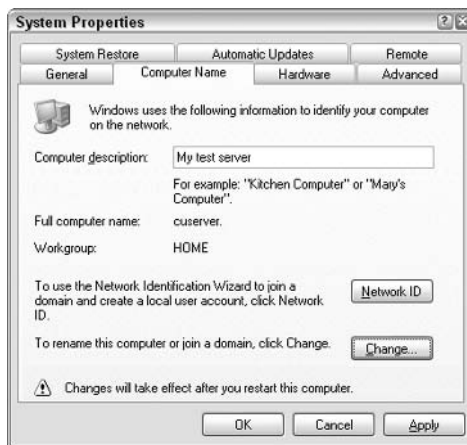 System Properties
System Restore Automatic Updates Remote
General Computer Name Hardware Advanced
Windows uses the following information to identify your computer
on the network.
Computer description: My test server
For example: "Kitchen Computer" or "Mary's
Computer".
Full computer name: cuserver.
Workgroup: HOME
To use the Network Identification Wizard to join a
domain and create a local user account, click Network
ID.
Network ID
To rename this computer or join a domain, click Change.
Change...
Changes will take effect after you restart this computer.
OK Cancel Apply